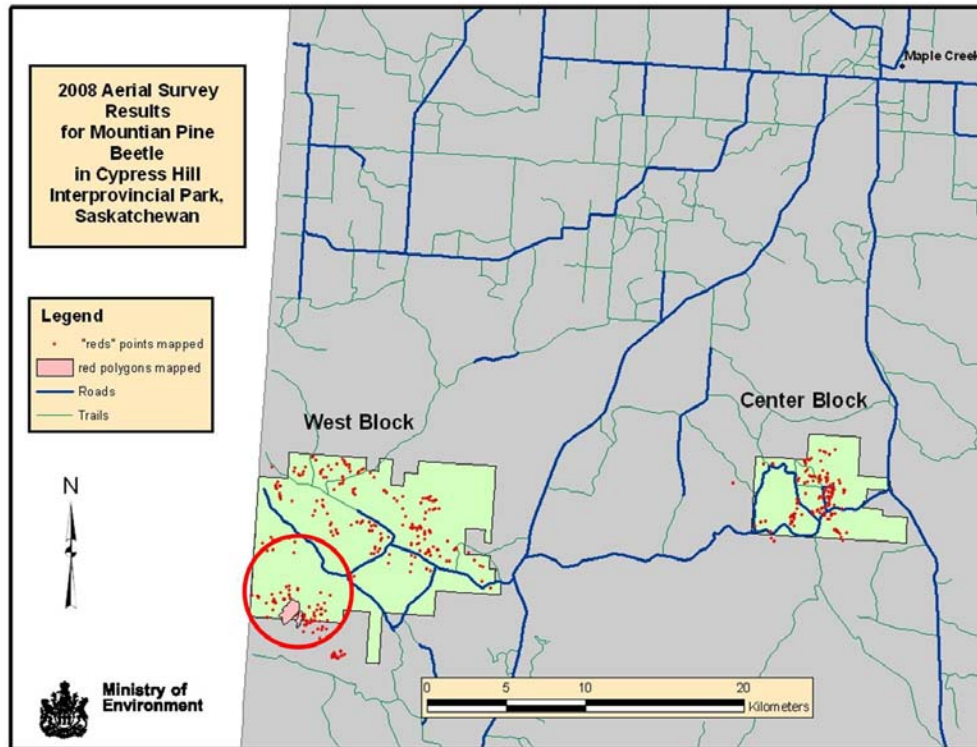 2008 Aerial Survey
Results
for Mountian Pine
Beetle
in Cypress Hill
Interprovincial Park,
Saskatchewan
Legend
"reds" points mapped
red polygons mapped
Roads
Trails
N
Ministry of
Environment
Maple Creek
West Block
Center Block
0 5 10 20
Kilometers